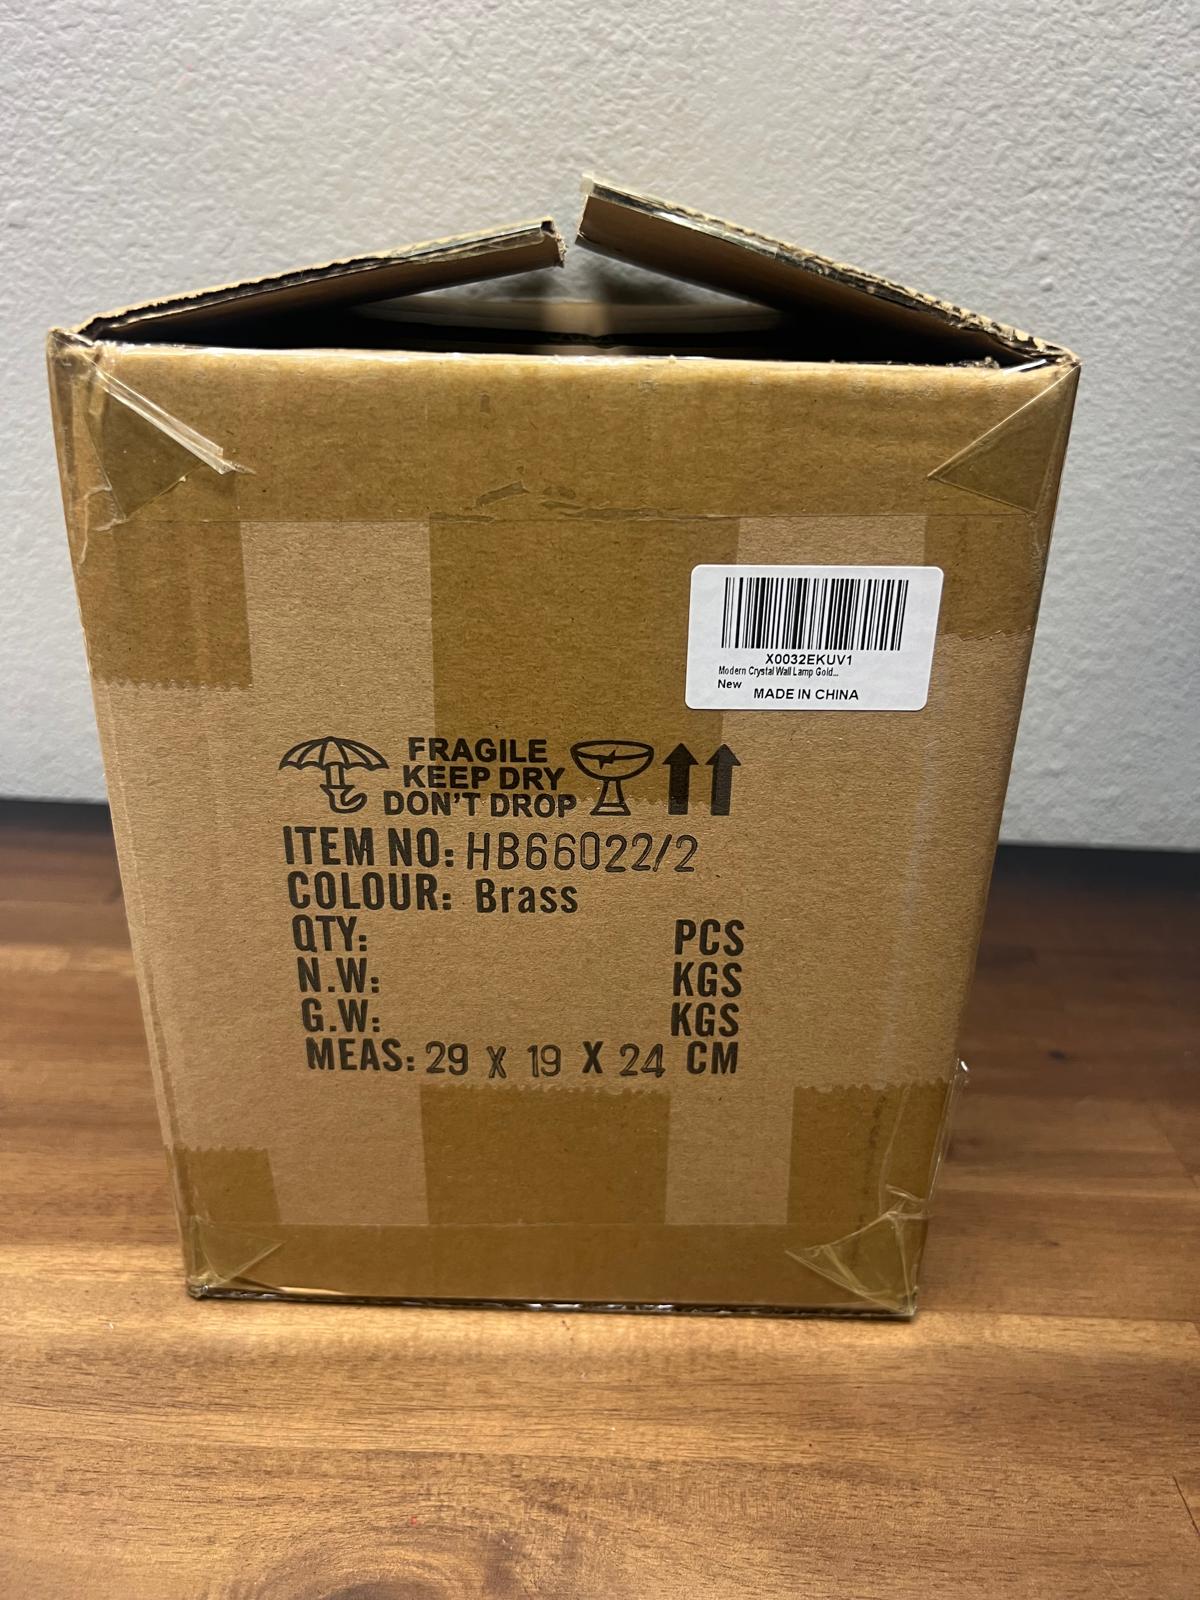 X0032EKUV1
Modern Crystal Wall Lamp Gold...
New
MADE IN CHINA
FRAGILE
KEEP DRY
DON'T DROP
ITEM NO: HB66022/2
COLOUR: Brass
QTY: PCS
N.W: KGS
G.W: KGS
MEAS: 29 X 19 X 24 CM